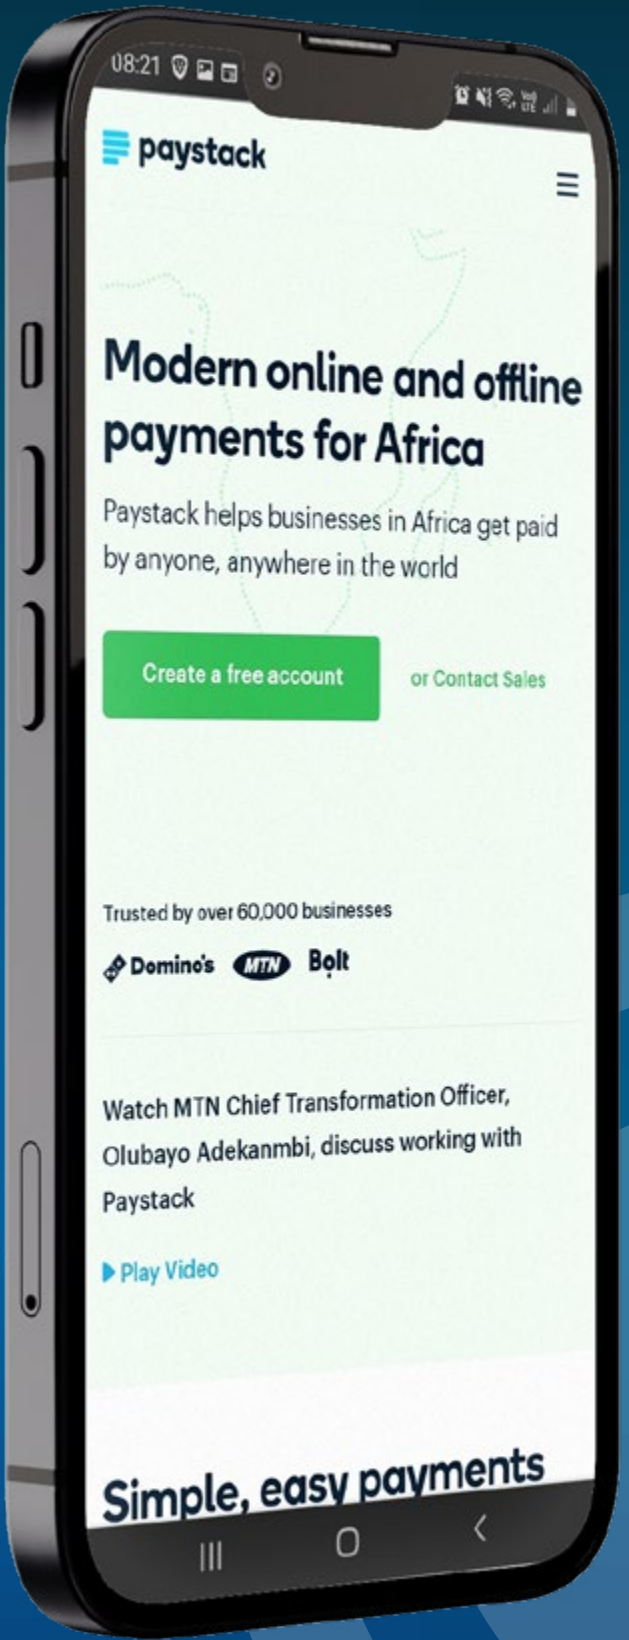 08:21
VoD LTE
paystack
Modern online and offline
payments for Africa
Paystack helps businesses in Africa get paid
by anyone, anywhere in the world
Create a free account or Contact Sales
Trusted by over 60,000 businesses
Domino's MTN Bolt
Watch MTN Chief Transformation Officer,
Olubayo Adekanmbi, discuss working with
Paystack
Play Video
Simple, easy payments